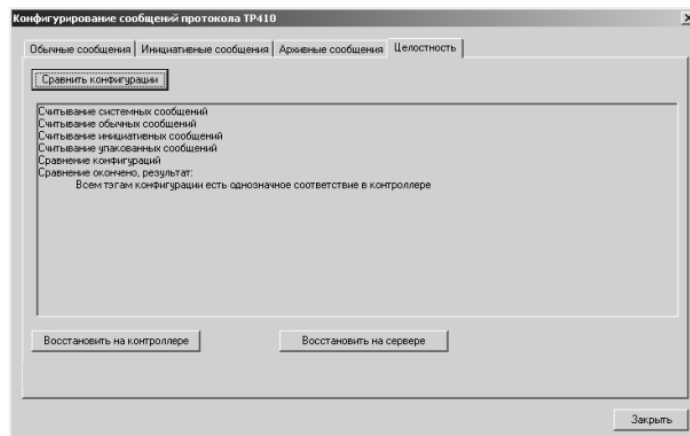 Конфигурирование сообщений протокола TP410
Обычные сообщения Инициативные сообщения Архивные сообщения Целостность
Сравнить конфигурации
Считывание системных сообщений
Считывание обычных сообщений
Считывание инициативных сообщений
Считывание упакованных сообщений
Сравнение конфигураций
Сравнение окончено, результат:
Всем тэгам конфигурации есть однозначное соответствие в контроллере
Восстановить на контроллере Восстановить на сервере
Закрыть